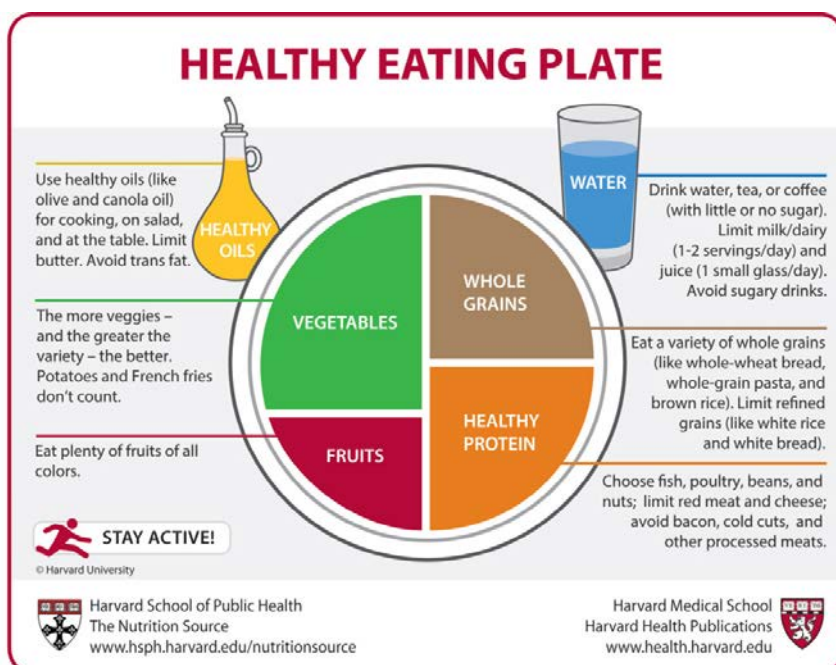 HEALTHY EATING PLATE
Use healthy oils (like
olive and canola oil)
for cooking, on salad,
and at the table. Limit
butter. Avoid trans fat.
HEALTHY
OILS
The more veggies –
and the greater the
variety – the better.
Potatoes and French fries
don't count.
Eat plenty of fruits of all
colors.
VEGETABLES
FRUITS
WHOLE
GRAINS
HEALTHY
PROTEIN
WATER
Drink water, tea, or coffee
(with little or no sugar).
Limit milk/dairy
(1-2 servings/day) and
juice (1 small glass/day).
Avoid sugary drinks.
Eat a variety of whole grains
(like whole-wheat bread,
whole-grain pasta, and
brown rice). Limit refined
grains (like white rice
and white bread).
Choose fish, poultry, beans, and
nuts; limit red meat and cheese;
avoid bacon, cold cuts, and
other processed meats.
STAY ACTIVE!
© Harvard University
Harvard School of Public Health
The Nutrition Source
www.hsph.harvard.edu/nutritionsource
Harvard Medical School
Harvard Health Publications
www.health.harvard.edu